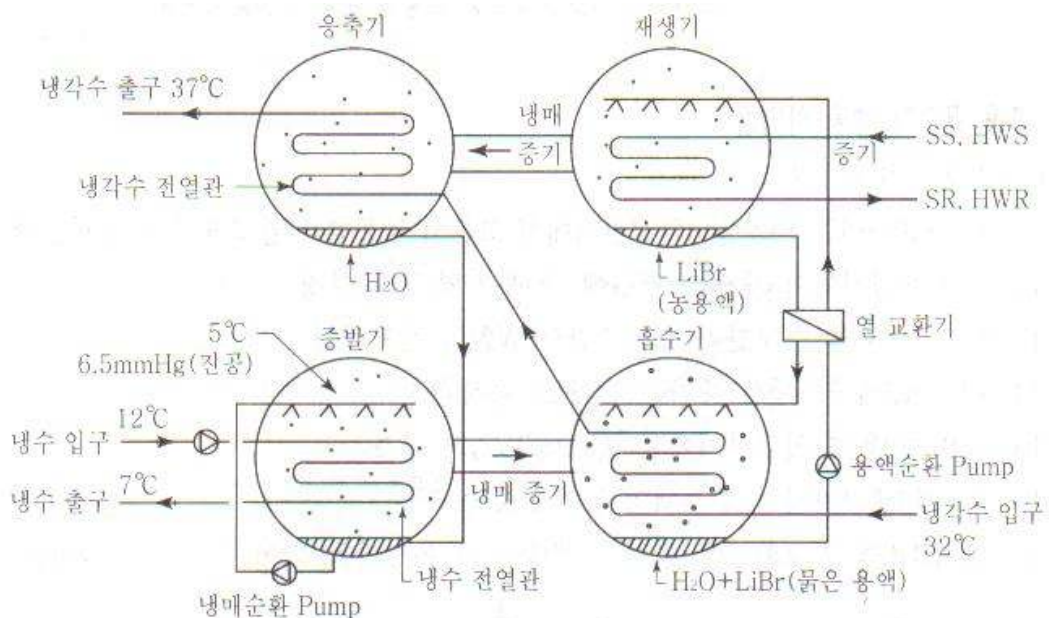 응축기
재생기
냉각수 출구 37℃
냉매
증기
증기
SS, HWS
냉각수 전열관
SR, HWR
H₂O
LiBr
(농용액)
열 교환기
5℃
6.5mmHg(진공)
증발기
흡수기
12℃
냉수 입구
용액순환 Pump
7℃
냉수 출구
냉매 증기
냉각수 입구
32℃
냉수 전열관
H₂O+LiBr(묽은 용액)
냉매순환 Pump